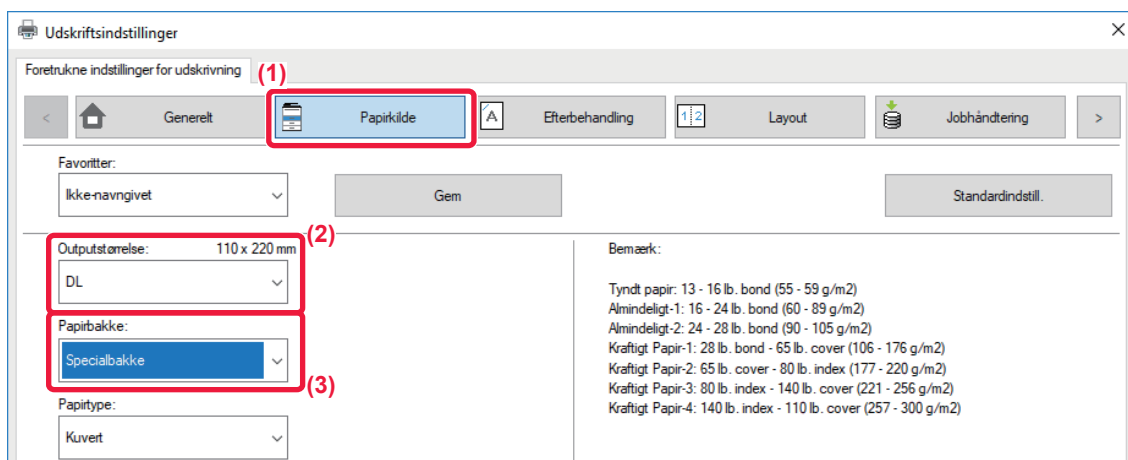 Udskriftsindstillinger
Foretrukne indstillinger for udskrivning
(1)
< Generelt Papirkilde A Efterbehandling 1 2 Layout Jobhåndtering >
Favoritter:
Ikke-navngivet Gem Standardindstill.
(2)
Outputstørrelse: 110 x 220 mm
DL
Papirbakke:
Specialbakke
(3)
Papirtype:
Kuvert
Bemærk:
Tyndt papir: 13 - 16 lb. bond (55 - 59 g/m2)
Almindeligt-1: 16 - 24 lb. bond (60 - 89 g/m2)
Almindeligt-2: 24 - 28 lb. bond (90 - 105 g/m2)
Kraftigt Papir-1: 28 lb. bond - 65 lb. cover (106 - 176 g/m2)
Kraftigt Papir-2: 65 lb. cover - 80 lb. index (177 - 220 g/m2)
Kraftigt Papir-3: 80 lb. index - 140 lb. cover (221 - 256 g/m2)
Kraftigt Papir-4: 140 lb. index - 110 lb. cover (257 - 300 g/m2)